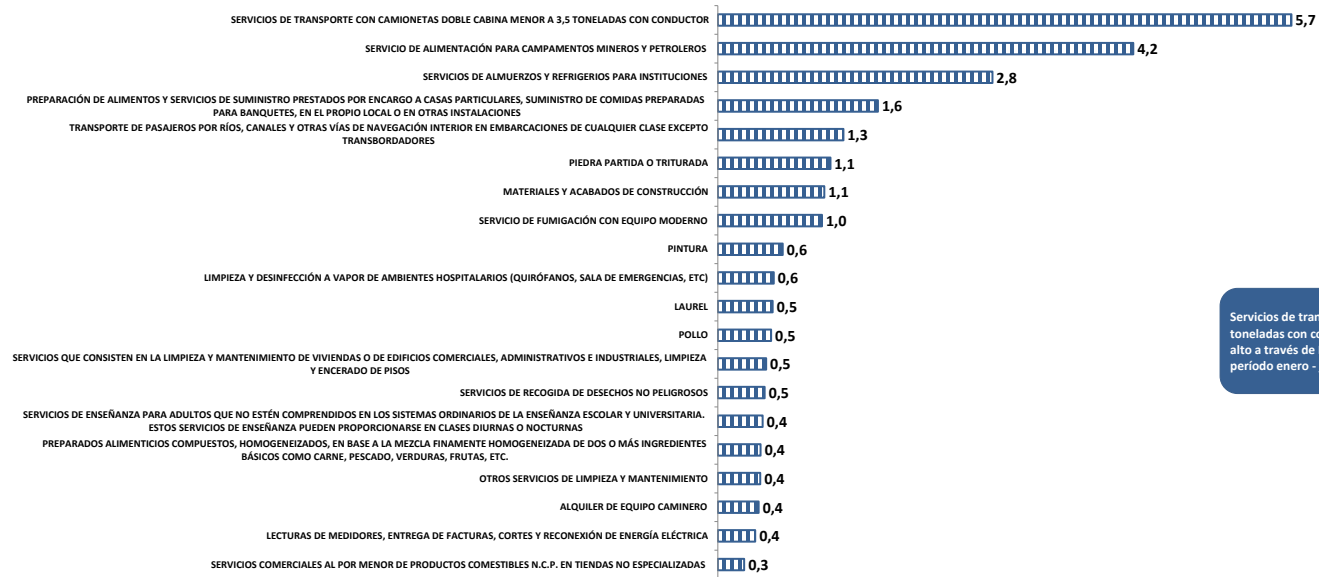 SERVICIOS DE TRANSPORTE CON CAMIONETAS DOBLE CABINA MENOR A 3,5 TONELADAS CON CONDUCTOR
5,7
SERVICIO DE ALIMENTACIÓN PARA CAMPAMENTOS MINEROS Y PETROLEROS
4,2
SERVICIOS DE ALMUERZOS Y REFRIGERIOS PARA INSTITUCIONES
2,8
PREPARACIÓN DE ALIMENTOS Y SERVICIOS DE SUMINISTRO PRESTADOS POR ENCARGO A CASAS PARTICULARES, SUMINISTRO DE COMIDAS PREPARADAS
PARA BANQUETES, EN EL PROPIO LOCAL O EN OTRAS INSTALACIONES
1,6
TRANSPORTE DE PASAJEROS POR RÍOS, CANALES Y OTRAS VÍAS DE NAVEGACIÓN INTERIOR EN EMBARCACIONES DE CUALQUIER CLASE EXCEPTO
TRANSBORDADORES
1,3
PIEDRA PARTIDA O TRITURADA
1,1
MATERIALES Y ACABADOS DE CONSTRUCCIÓN
1,1
SERVICIO DE FUMIGACIÓN CON EQUIPO MODERNO
1,0
PINTURA
0,6
LIMPIEZA Y DESINFECCIÓN A VAPOR DE AMBIENTES HOSPITALARIOS (QUIRÓFANOS, SALA DE EMERGENCIAS, ETC)
0,6
LAUREL
0,5
POLLO
0,5
SERVICIOS QUE CONSISTEN EN LA LIMPIEZA Y MANTENIMIENTO DE VIVIENDAS O DE EDIFICIOS COMERCIALES, ADMINISTRATIVOS E INDUSTRIALES, LIMPIEZA
Y ENCERADO DE PISOS
0,5
SERVICIOS DE RECOGIDA DE DESECHOS NO PELIGROSOS
0,5
SERVICIOS DE ENSEÑANZA PARA ADULTOS QUE NO ESTÉN COMPRENDIDOS EN LOS SISTEMAS ORDINARIOS DE LA ENSEÑANZA ESCOLAR Y UNIVERSITARIA.
ESTOS SERVICIOS DE ENSEÑANZA PUEDEN PROPORCIONARSE EN CLASES DIURNAS O NOCTURNAS
0,4
PREPARADOS ALIMENTICIOS COMPUESTOS, HOMOGENEIZADOS, EN BASE A LA MEZCLA FINAMENTE HOMOGENEIZADA DE DOS O MÁS INGREDIENTES
BÁSICOS COMO CARNE, PESCADO, VERDURAS, FRUTAS, ETC.
0,4
OTROS SERVICIOS DE LIMPIEZA Y MANTENIMIENTO
0,4
ALQUILER DE EQUIPO CAMINERO
0,4
LECTURAS DE MEDIDORES, ENTREGA DE FACTURAS, CORTES Y RECONEXIÓN DE ENERGÍA ELÉCTRICA
0,4
SERVICIOS COMERCIALES AL POR MENOR DE PRODUCTOS COMESTIBLES N.C.P. EN TIENDAS NO ESPECIALIZADAS
0,3
Servicios de
toneladas con
alto a través de
período enero -